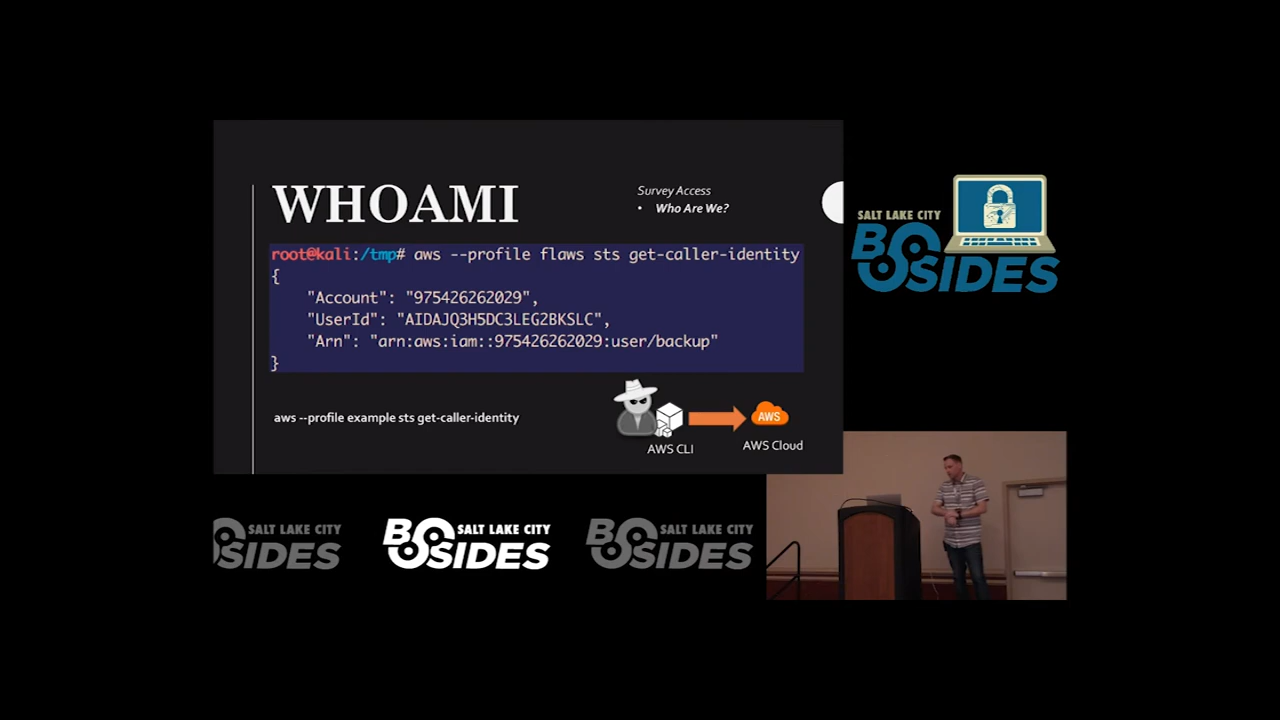 WHOAMI
Survey Access
• Who Are We?
root@kali:/tmp# aws --profile flaws sts get-caller-identity
{
"Account": "975426262029",
"UserId": "AIDAJQ3H5DC3LEG2BKSLC",
"Arn": "arn:aws:iam::975426262029:user/backup"
}
aws --profile example sts get-caller-identity
AWS
AWS CLI
AWS Cloud
SALT LAKE CITY
BSIDES
SALT LAKE CITY
BSIDES
SALT LAKE CITY
BSIDES
SALT LAKE CITY
SIDES